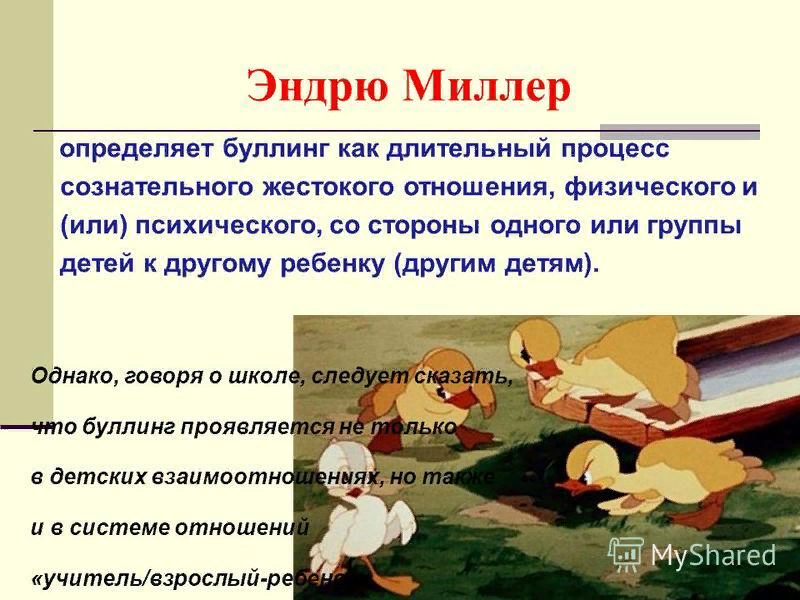 Эндрю Миллер
определяет буллинг как длительный процесс
сознательного жестокого отношения, физического и
(или) психического, со стороны одного или группы
детей к другому ребенку (другим детям).
Однако, говоря о школе, следует сказать,
что буллинг проявляется не только
в детских взаимоотношениях, но также
и в системе отношений
«учитель/взрослый-ребенок»
MyShared